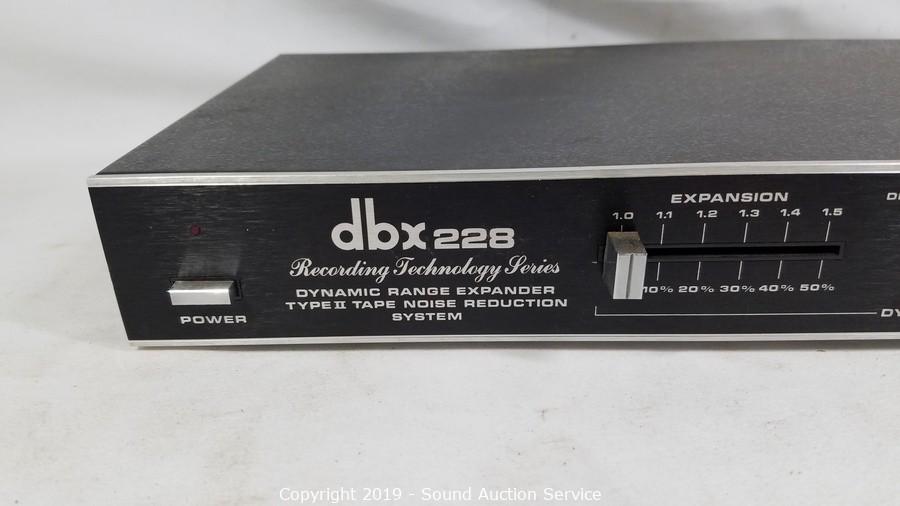 EXPANSION
1.0 1.1 1.2 1.3 1.4 1.5
dbx 228
Recording Technology Series
DYNAMIC RANGE EXPANDER
TYPE II TAPE NOISE REDUCTION
SYSTEM
10% 20% 30% 40% 50%
POWER
Copyright 2019 - Sound Auction Service